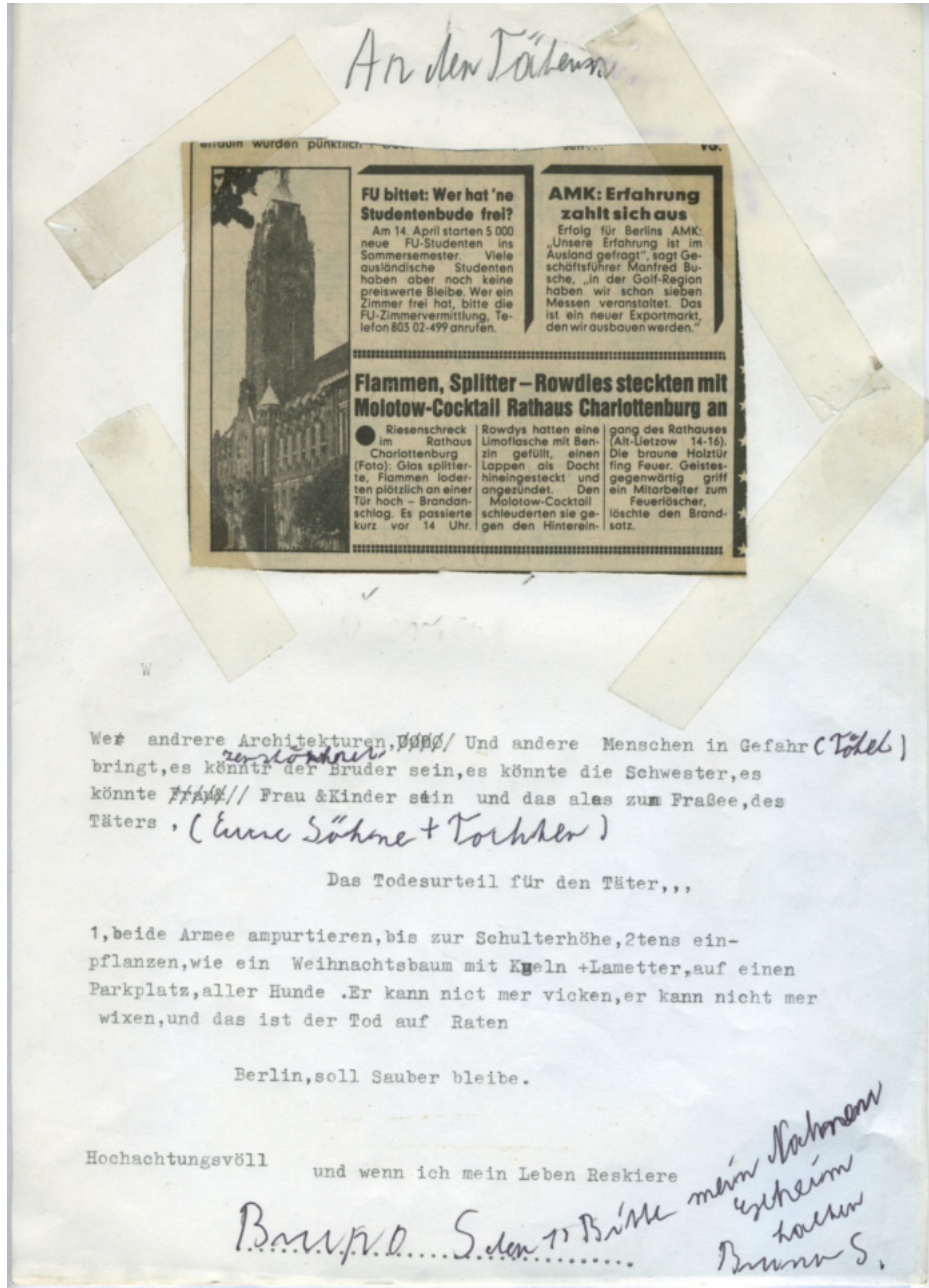 An den Tätern
wurden pünktlich
FU bittet: Wer hat 'ne
Studentenbude frei?
Am 14. April starten 5 000
neue FU-Studenten ins
Sommersemester. Viele
ausländische Studenten
haben aber noch keine
preiswerte Bleibe. Wer ein
Zimmer frei hat, bitte die
FU-Zimmervermittlung, Te-
lefon 803 02-499 anrufen.
AMK: Erfahrung
zahlt sich aus
Erfolg für Berlins AMK:
„Unsere Erfahrung ist im
Ausland gefragt", sagt Ge-
schäftsführer Manfred Bu-
sche, „in der Golf-Region
haben wir schon sieben
Messen veranstaltet. Das
ist ein neuer Exportmarkt,
den wir ausbauen werden."
Flammen, Splitter – Rowdies steckten mit
Molotow-Cocktail Rathaus Charlottenburg an
Riesenschreck
im Rathaus
Charlottenburg
(Foto): Glas splitter-
te, Flammen loder-
ten plötzlich an einer
Tür hoch – Brandan-
schlag. Es passierte
kurz vor 14 Uhr.
Rowdys hatten eine
Limoflasche mit Ben-
zin gefüllt, einen
Lappen als Docht
hineingesteckt und
angezündet. Den
Molotow-Cocktail
schleuderten sie ge-
gen den Hinterein-
gang des Rathauses
(Alt-Lietzow 14-16).
Die braune Holztür
fing Feuer. Geistes-
gegenwärtig griff
ein Mitarbeiter zum
Feuerlöscher,
löschte den Brand-
satz.
W
Wer andrere Architekturen, Und andere Menschen in Gefahr
bringt,es könntr der Bruder sein,es könnte die Schwester,es
könnte Frau &Kinder sein und das ales zum Fraßee,des
Täters . (Eure Söhne + Tochter)
Das Todesurteil für den Täter,,,
1,beide Armee ampurtieren,bis zur Schulterhöhe,2tens ein-
pflanzen,wie ein Weihnachtsbaum mit Kugeln +Lametter,auf einen
Parkplatz,aller Hunde .Er kann nict mer vicken,er kann nicht mer
wixen,und das ist der Tod auf Raten
Berlin,soll Sauber bleibe.
Hochachtungsvöll
und wenn ich mein Leben Reskiere
Bruno S. den Bitte mein Nahmen
Geheim
halten
Bruno S.